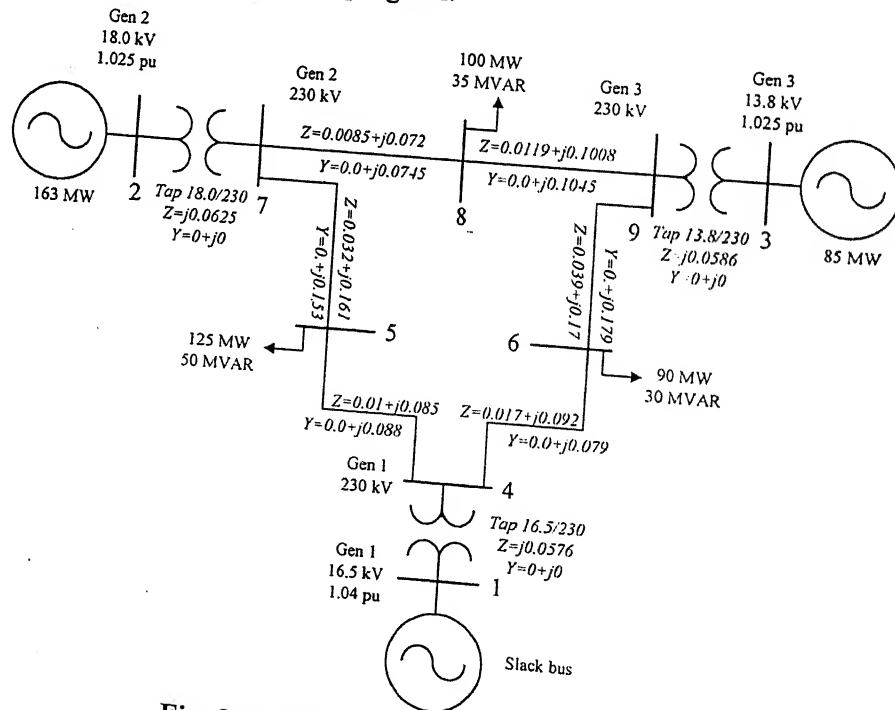 Gen 2
18.0 kV
1.025 pu
163 MW
2
Tap 18.0/230
Z=j0.0625
Y=0+j0
Gen 2
230 kV
7
Z=0.0085+j0.072
Y=0.0+j0.0745
100 MW
35 MVAR
8
Z=0.0119+j0.1008
Y=0.0+j0.1045
Gen 3
230 kV
9
Tap 13.8/230
Z=j0.0586
Y=0+j0
Gen 3
13.8 kV
1.025 pu
3
85 MW
Z=0.032+j0.161
Y=0.+j0.153
Y=0.+j0.179
Z=0.039+j0.17
5
125 MW
50 MVAR
6
90 MW
30 MVAR
Z=0.01+j0.085
Y=0.0+j0.088
Z=0.017+j0.092
Y=0.0+j0.079
Gen 1
230 kV
4
Tap 16.5/230
Z=j0.0576
Y=0+j0
Gen 1
16.5 kV
1.04 pu
1
Slack bus